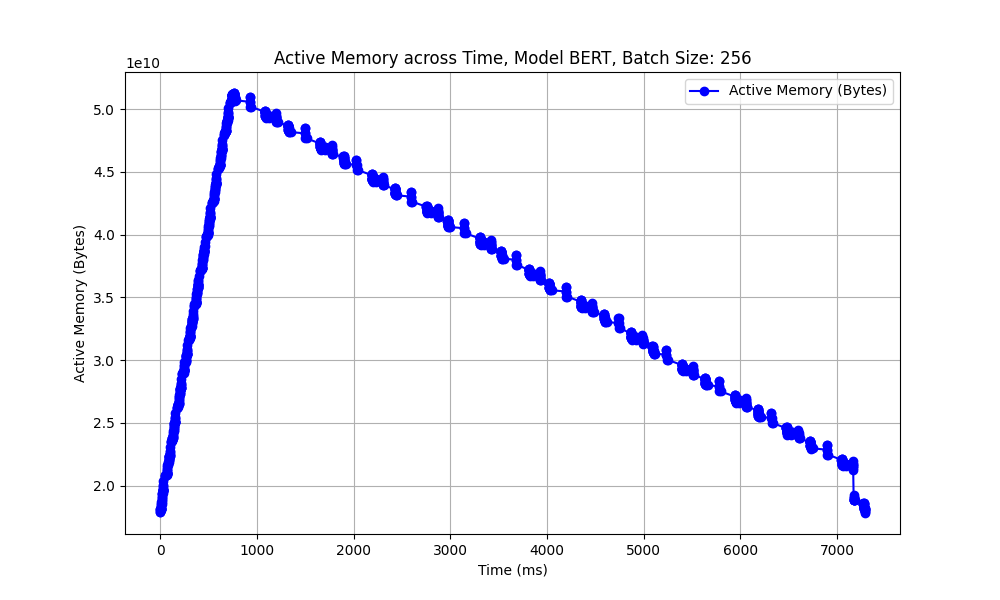 Active Memory across Time, Model BERT, Batch Size: 256
1e10
Active Memory (Bytes)
5.0
4.5
4.0
3.5
3.0
2.5
2.0
Active Memory (Bytes)
0 1000 2000 3000 4000 5000 6000 7000
Time (ms)